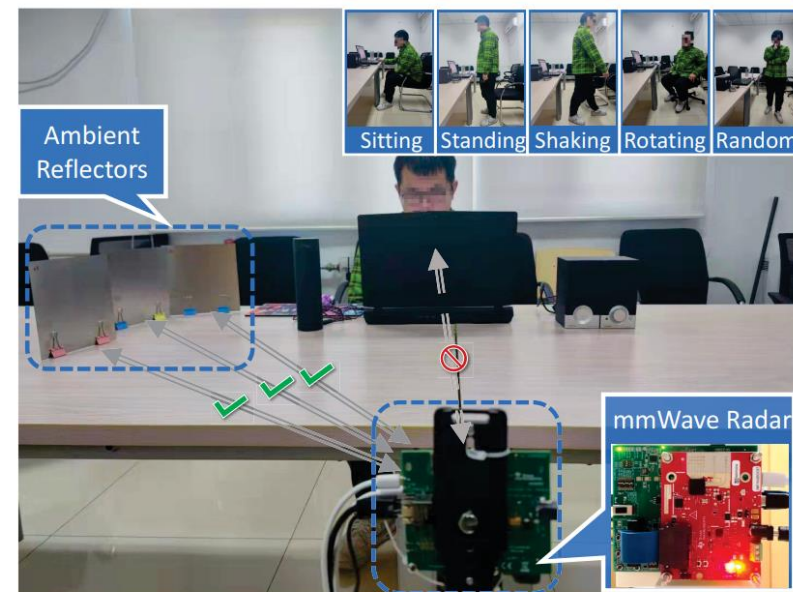 Sitting
Standing
Shaking
Rotating
Random
Ambient
Reflectors
mmWave Radar